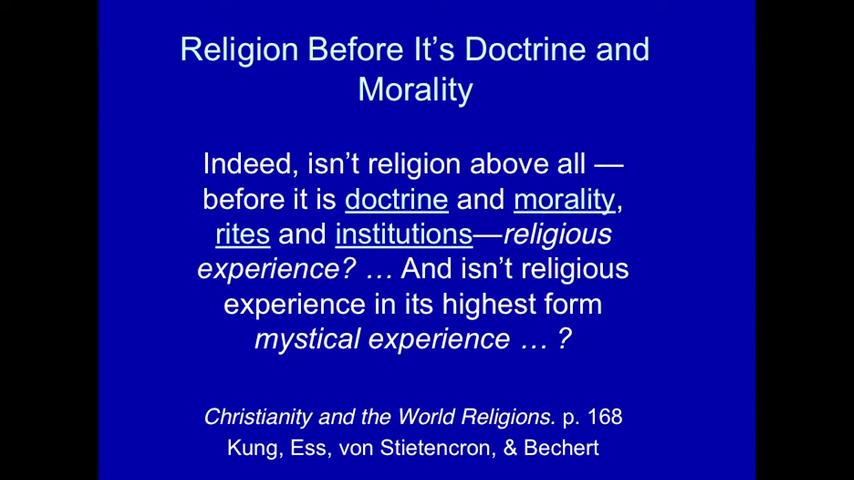 Religion Before It's Doctrine and
Morality
Indeed, isn't religion above all —
before it is doctrine and morality,
rites and institutions—religious
experience? … And isn't religious
experience in its highest form
mystical experience … ?
Christianity and the World Religions. p. 168
Kung, Ess, von Stietencron, & Bechert